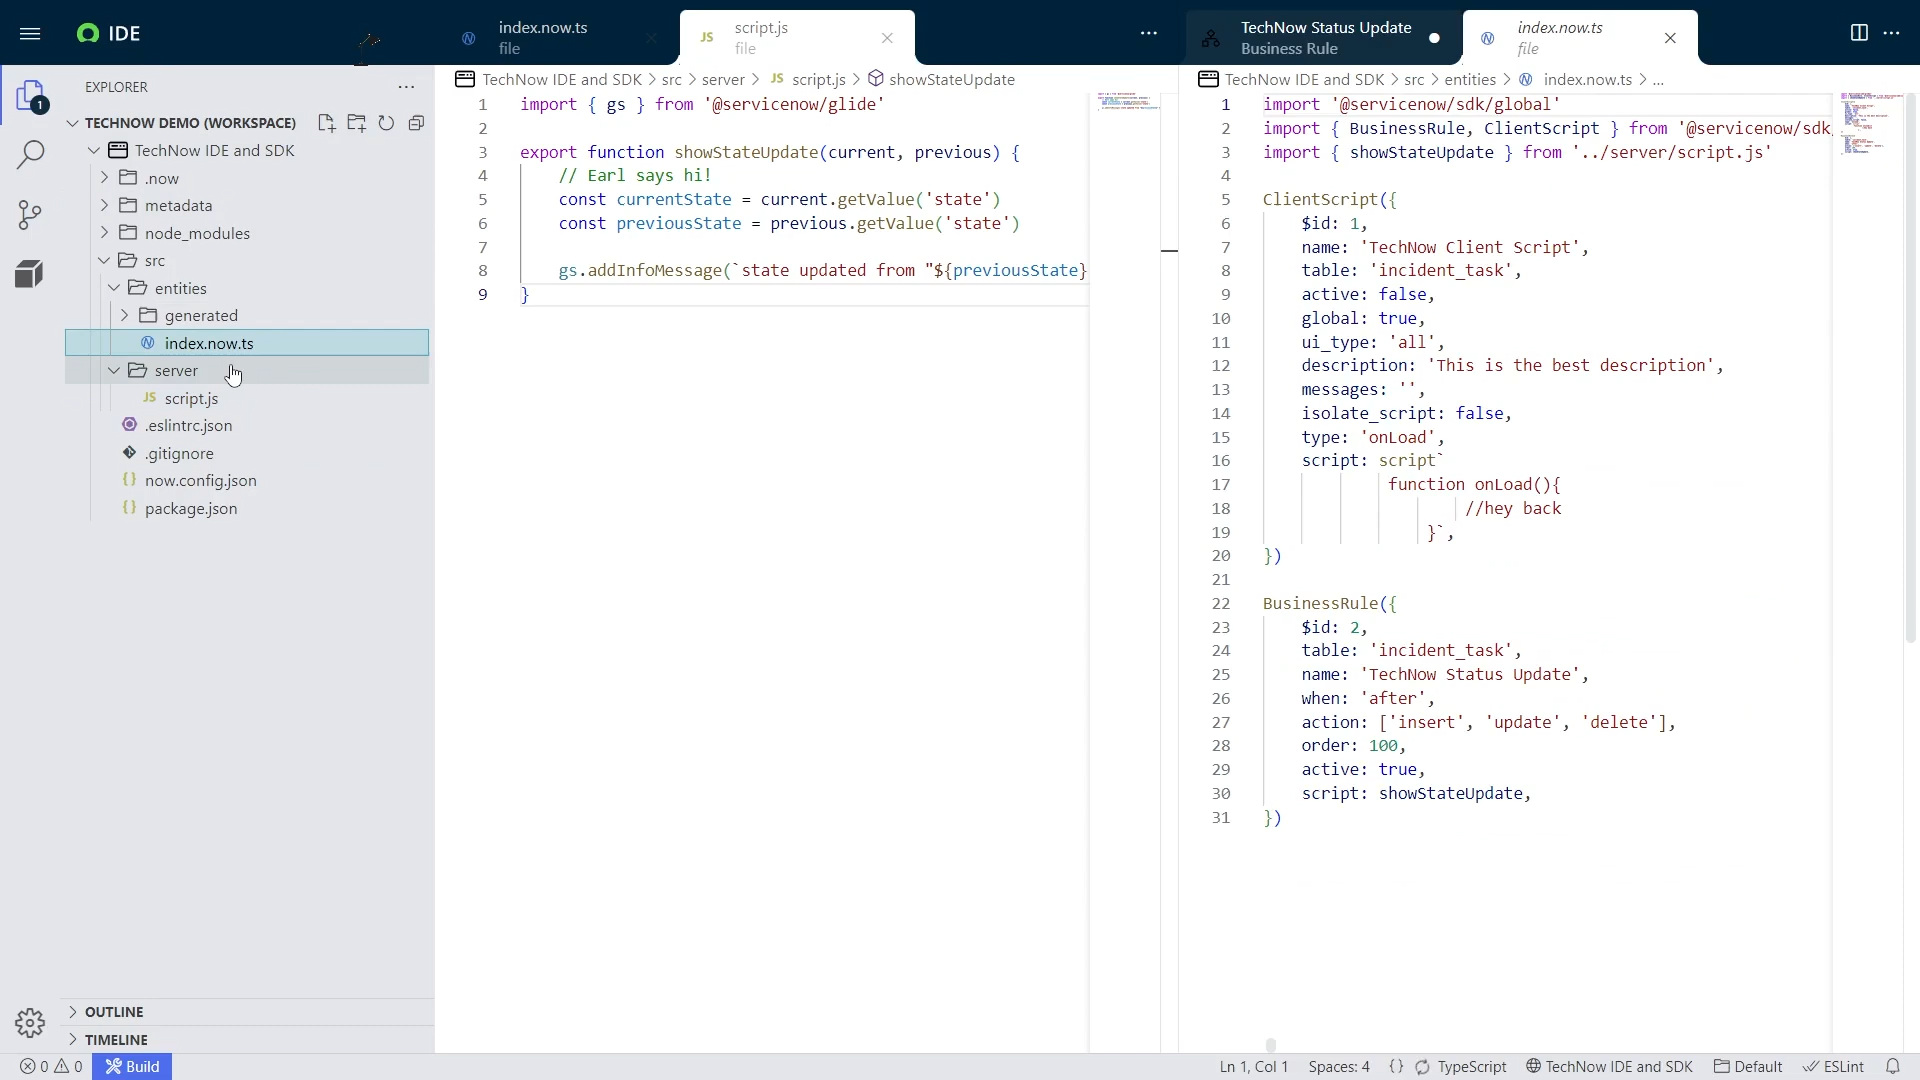 IDE
index.now.ts
file
JS script.js
file
TechNow Status Update
Business Rule
index.now.ts
file
EXPLORER
1
TECHNOW DEMO (WORKSPACE)
TechNow IDE and SDK
.now
metadata
node_modules
src
entities
generated
index.now.ts
server
JS script.js
.eslintrc.json
.gitignore
{} now.config.json
{} package.json
OUTLINE
TIMELINE
TechNow IDE and SDK > src > server > JS script.js > showStateUpdate
1 import { gs } from '@servicenow/glide'
2
3 export function showStateUpdate(current, previous) {
4 // Earl says hi!
5 const currentState = current.getValue('state')
6 const previousState = previous.getValue('state')
7
8 gs.addInfoMessage(`state updated from "${previousState}
9 }
TechNow IDE and SDK > src > entities > index.now.ts > ...
1 import '@servicenow/sdk/global'
2 import { BusinessRule, ClientScript } from '@servicenow/sdk
3 import { showStateUpdate } from '../server/script.js'
4
5 ClientScript({
6 $id: 1,
7 name: 'TechNow Client Script',
8 table: 'incident_task',
9 active: false,
10 global: true,
11 ui_type: 'all',
12 description: 'This is the best description',
13 messages: '',
14 isolate_script: false,
15 type: 'onLoad',
16 script: script`
17 function onLoad(){
18 //hey back
19 }`,
20 })
21
22 BusinessRule({
23 $id: 2,
24 table: 'incident_task',
25 name: 'TechNow Status Update',
26 when: 'after',
27 action: ['insert', 'update', 'delete'],
28 order: 100,
29 active: true,
30 script: showStateUpdate,
31 })
0 0 Build
Ln 1, Col 1 Spaces: 4 {} TypeScript TechNow IDE and SDK Default ESLint